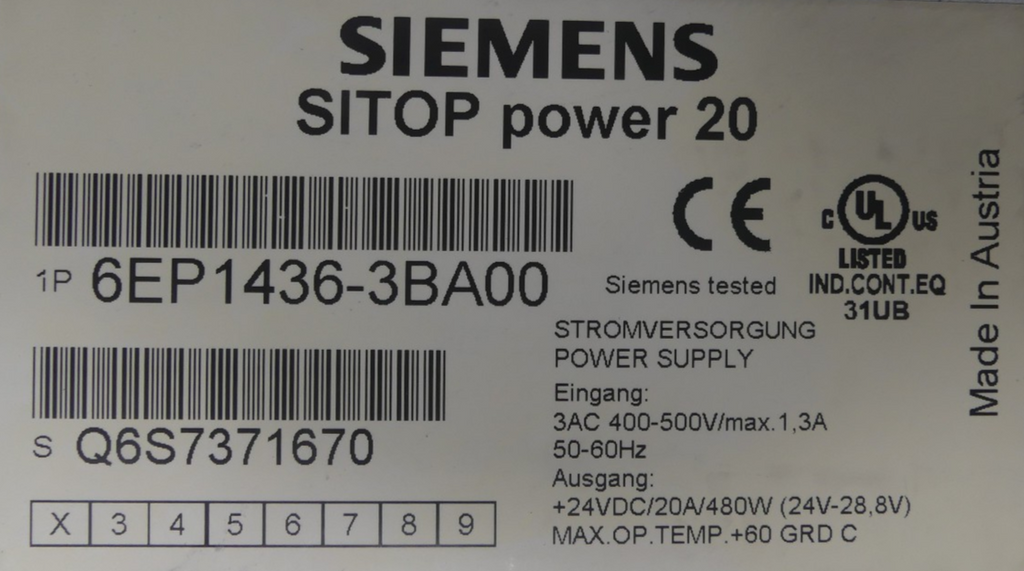 SIEMENS
SITOP power 20
1P 6EP1436-3BA00
S Q6S7371670
X 3 4 5 6 7 8 9
CE
Siemens tested
C UL US
LISTED
IND.CONT.EQ
31UB
STROMVERSORGUNG
POWER SUPPLY
Eingang:
3AC 400-500V/max.1,3A
50-60Hz
Ausgang:
+24VDC/20A/480W (24V-28,8V)
MAX.OP.TEMP.+60 GRD C
Made In Austria